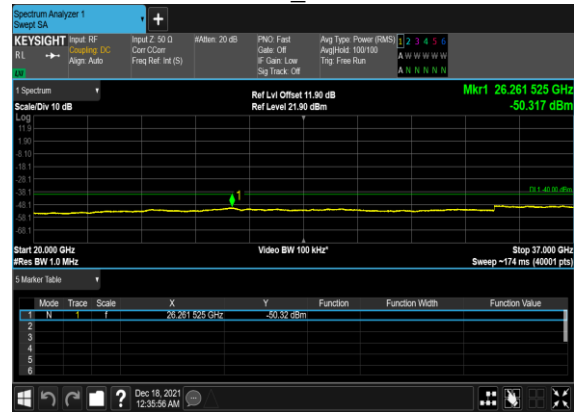 Spectrum Analyzer 1
Swept SA
+
KEYSIGHT Input: RF Input Z: 50 Ω #Atten: 20 dB PNO: Fast Avg Type: Power (RMS) 1 2 3 4 5 6
RL Coupling: DC Corr CCorr Gate: Off Avg|Hold: 100/100 A W W W W W
Align: Auto Freq Ref: Int (S) IF Gain: Low Trig: Free Run
Sig Track: Off A N N N N N
1 Spectrum Ref Lvl Offset 11.90 dB Mkr1 26.261 525 GHz
Scale/Div 10 dB Ref Level 21.90 dBm -50.317 dBm
Log
11.9
1.90
-8.10
-18.1
-28.1
-38.1 1 DL1 -40.00 dBm
-48.1
-58.1
-68.1
Start 20.000 GHz Video BW 100 kHz* Stop 37.000 GHz
#Res BW 1.0 MHz Sweep ~174 ms (40001 pts)
5 Marker Table
Mode Trace Scale X Y Function Function Width Function Value
1 N 1 f 26.261 525 GHz -50.32 dBm
2
3
4
5
6
? Dec 18, 2021
12:35:56 AM